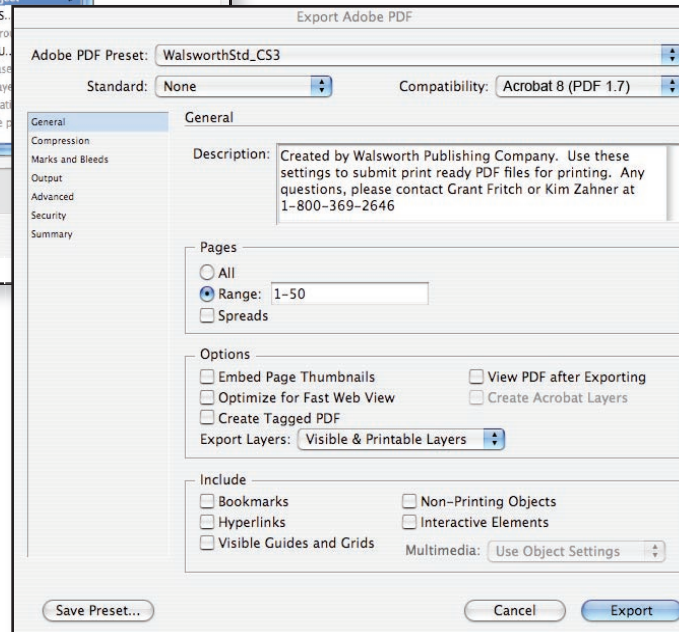 Export Adobe PDF
Adobe PDF Preset: WalsworthStd_CS3
Standard: None Compatibility: Acrobat 8 (PDF 1.7)
General
Compression
Marks and Bleeds
Output
Advanced
Security
Summary
General
Description: Created by Walsworth Publishing Company. Use these
settings to submit print ready PDF files for printing. Any
questions, please contact Grant Fritch or Kim Zahner at
1-800-369-2646
Pages
All
Range: 1-50
Spreads
Options
Embed Page Thumbnails View PDF after Exporting
Optimize for Fast Web View Create Acrobat Layers
Create Tagged PDF
Export Layers: Visible & Printable Layers
Include
Bookmarks Non-Printing Objects
Hyperlinks Interactive Elements
Visible Guides and Grids Multimedia: Use Object Settings
Save Preset... Cancel Export